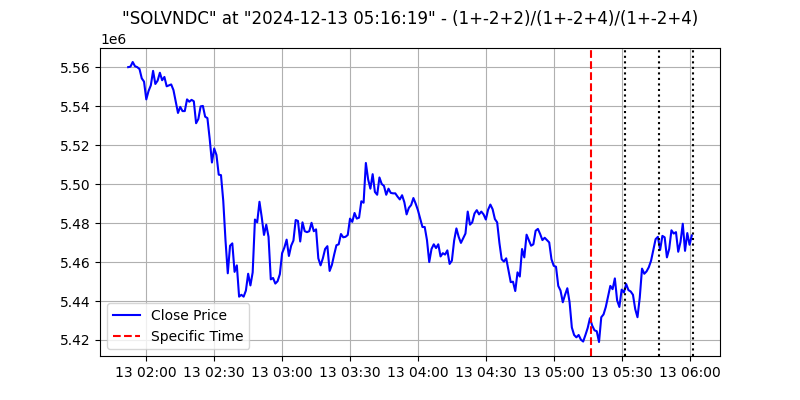 "SOLVNDC" at "2024-12-13 05:16:19" - (1+-2+2)/(1+-2+4)/(1+-2+4)
1e6
5.56
5.54
5.52
5.50
5.48
5.46
5.44
5.42
Close Price
Specific Time
13 02:00 13 02:30 13 03:00 13 03:30 13 04:00 13 04:30 13 05:00 13 05:30 13 06:00